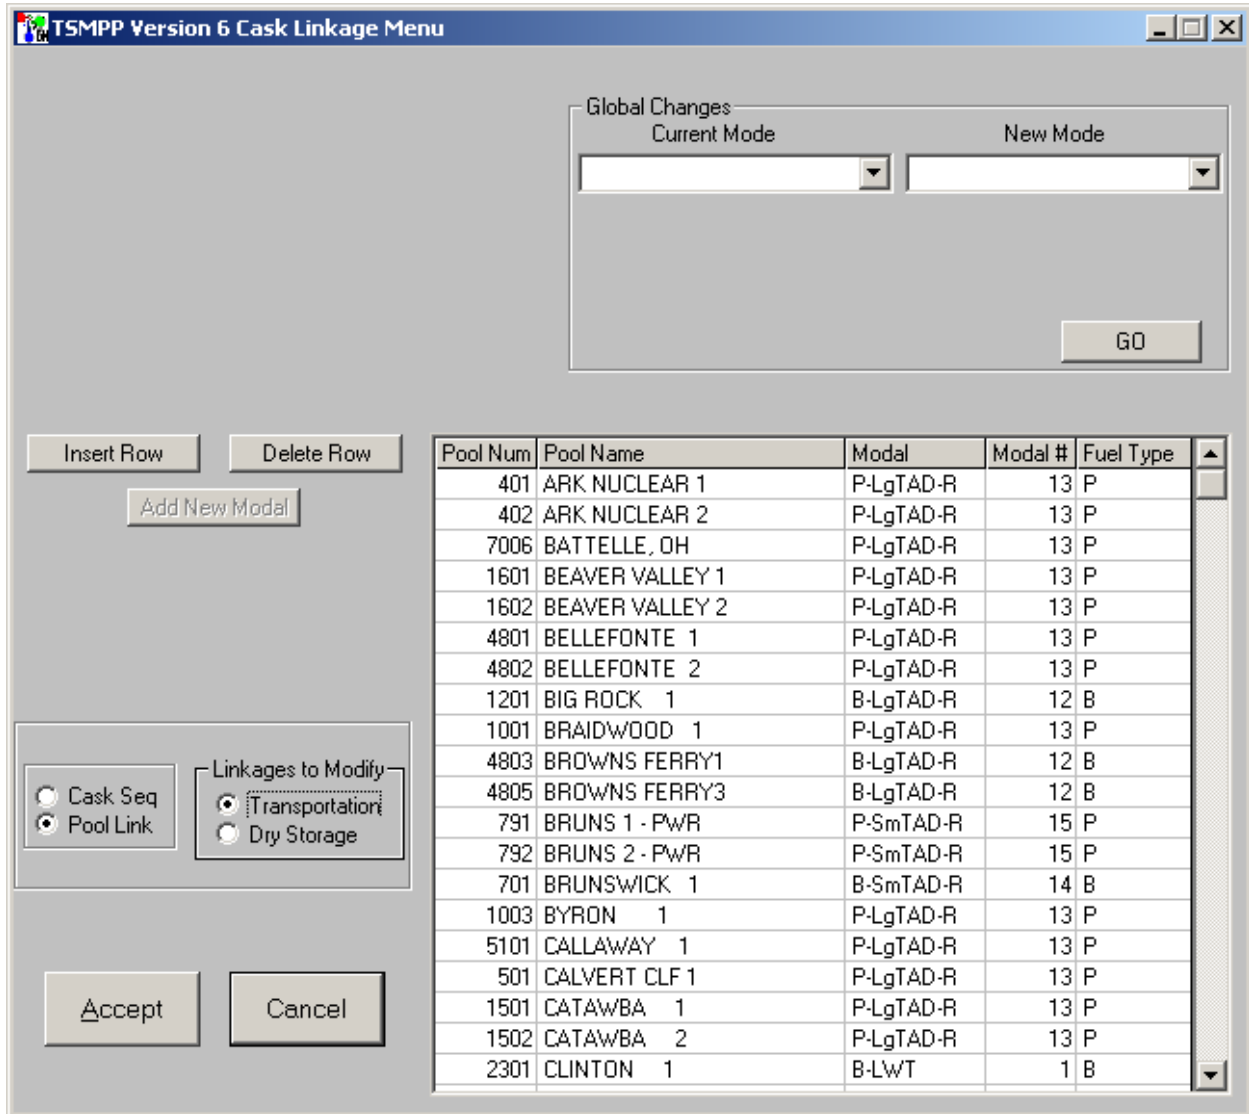 TSMPP Version 6 Cask Linkage Menu
Global Changes
Current Mode New Mode
GO
Insert Row Delete Row
Add New Modal
Pool Num Pool Name Modal Modal # Fuel Type
401 ARK NUCLEAR 1 P-LgTAD-R 13 P
402 ARK NUCLEAR 2 P-LgTAD-R 13 P
7006 BATTELLE, OH P-LgTAD-R 13 P
1601 BEAVER VALLEY 1 P-LgTAD-R 13 P
1602 BEAVER VALLEY 2 P-LgTAD-R 13 P
4801 BELLEFONTE 1 P-LgTAD-R 13 P
4802 BELLEFONTE 2 P-LgTAD-R 13 P
1201 BIG ROCK 1 B-LgTAD-R 12 B
1001 BRAIDWOOD 1 P-LgTAD-R 13 P
4803 BROWNS FERRY1 B-LgTAD-R 12 B
4805 BROWNS FERRY3 B-LgTAD-R 12 B
791 BRUNS 1 - PWR P-SmTAD-R 15 P
792 BRUNS 2 - PWR P-SmTAD-R 15 P
701 BRUNSWICK 1 B-SmTAD-R 14 B
1003 BYRON 1 P-LgTAD-R 13 P
5101 CALLAWAY 1 P-LgTAD-R 13 P
501 CALVERT CLF 1 P-LgTAD-R 13 P
1501 CATAWBA 1 P-LgTAD-R 13 P
1502 CATAWBA 2 P-LgTAD-R 13 P
2301 CLINTON 1 B-LWT 1 B
Linkages to Modify
Cask Seq Transportation
Pool Link Dry Storage
Accept Cancel